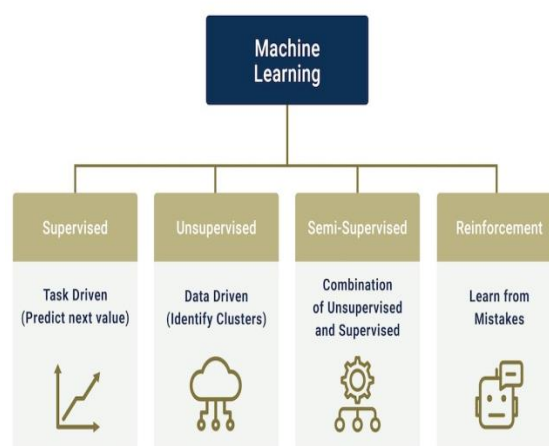 Machine
Learning
Supervised
Unsupervised
Semi-Supervised
Reinforcement
Task Driven
(Predict next value)
Data Driven
(Identify Clusters)
Combination
of Unsupervised
and Supervised
Learn from
Mistakes